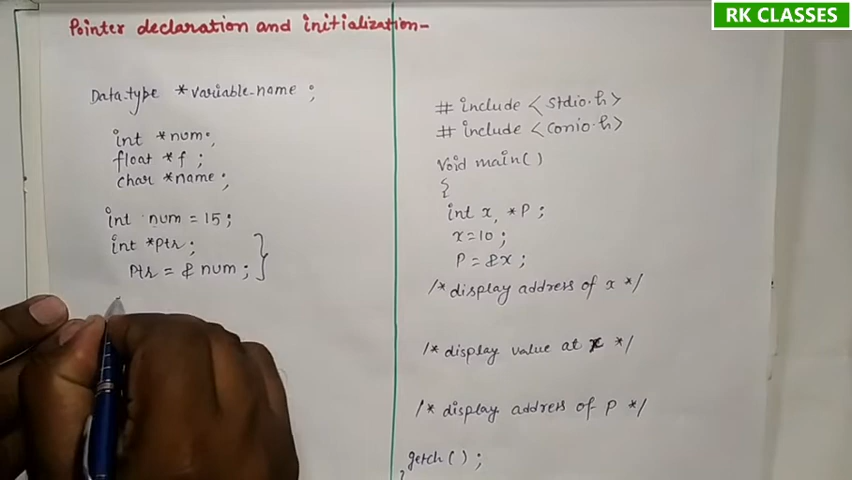 RK CLASSES
Pointer declaration and initialization-
Data-type *variable-name ;
int *num;
float *f ;
char *name ;
int num = 15 ;
int *ptr ;
ptr = & num ; }
# include < stdio.h >
# include < conio.h >
void main()
{
int x, *P ;
x=10 ;
P = &x ;
/* display address of x */
/* display value at x */
/* display address of P */
getch() ;
}